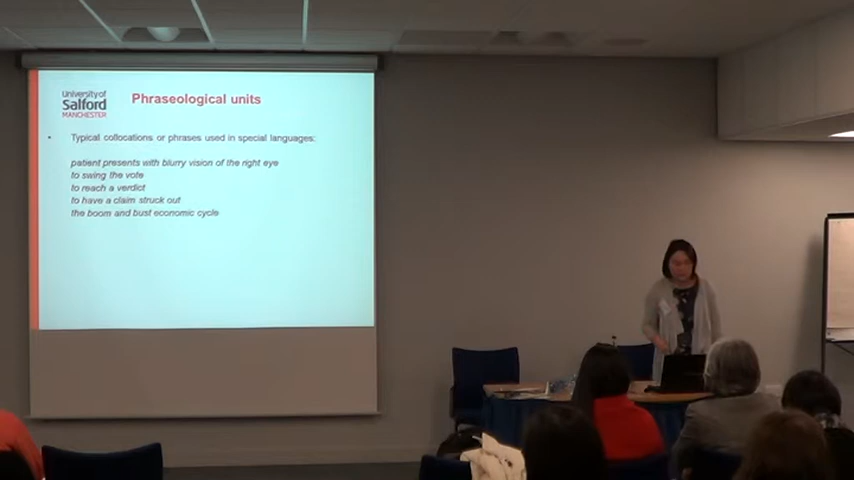 University of
Salford
MANCHESTER
Phraseological units
• Typical collocations or phrases used in special languages:
patient presents with blurry vision of the right eye
to swing the vote
to reach a verdict
to have a claim struck out
the boom and bust economic cycle